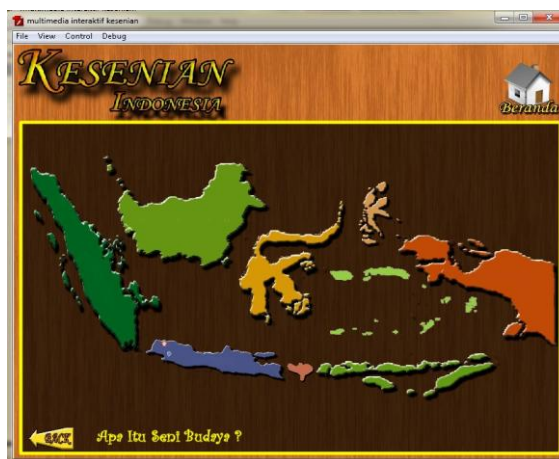 multimedia interaktif kesenian
File View Control Debug
KESENIAN
INDONESIA
Beranda
BACK
Apa Itu Seni Budaya ?